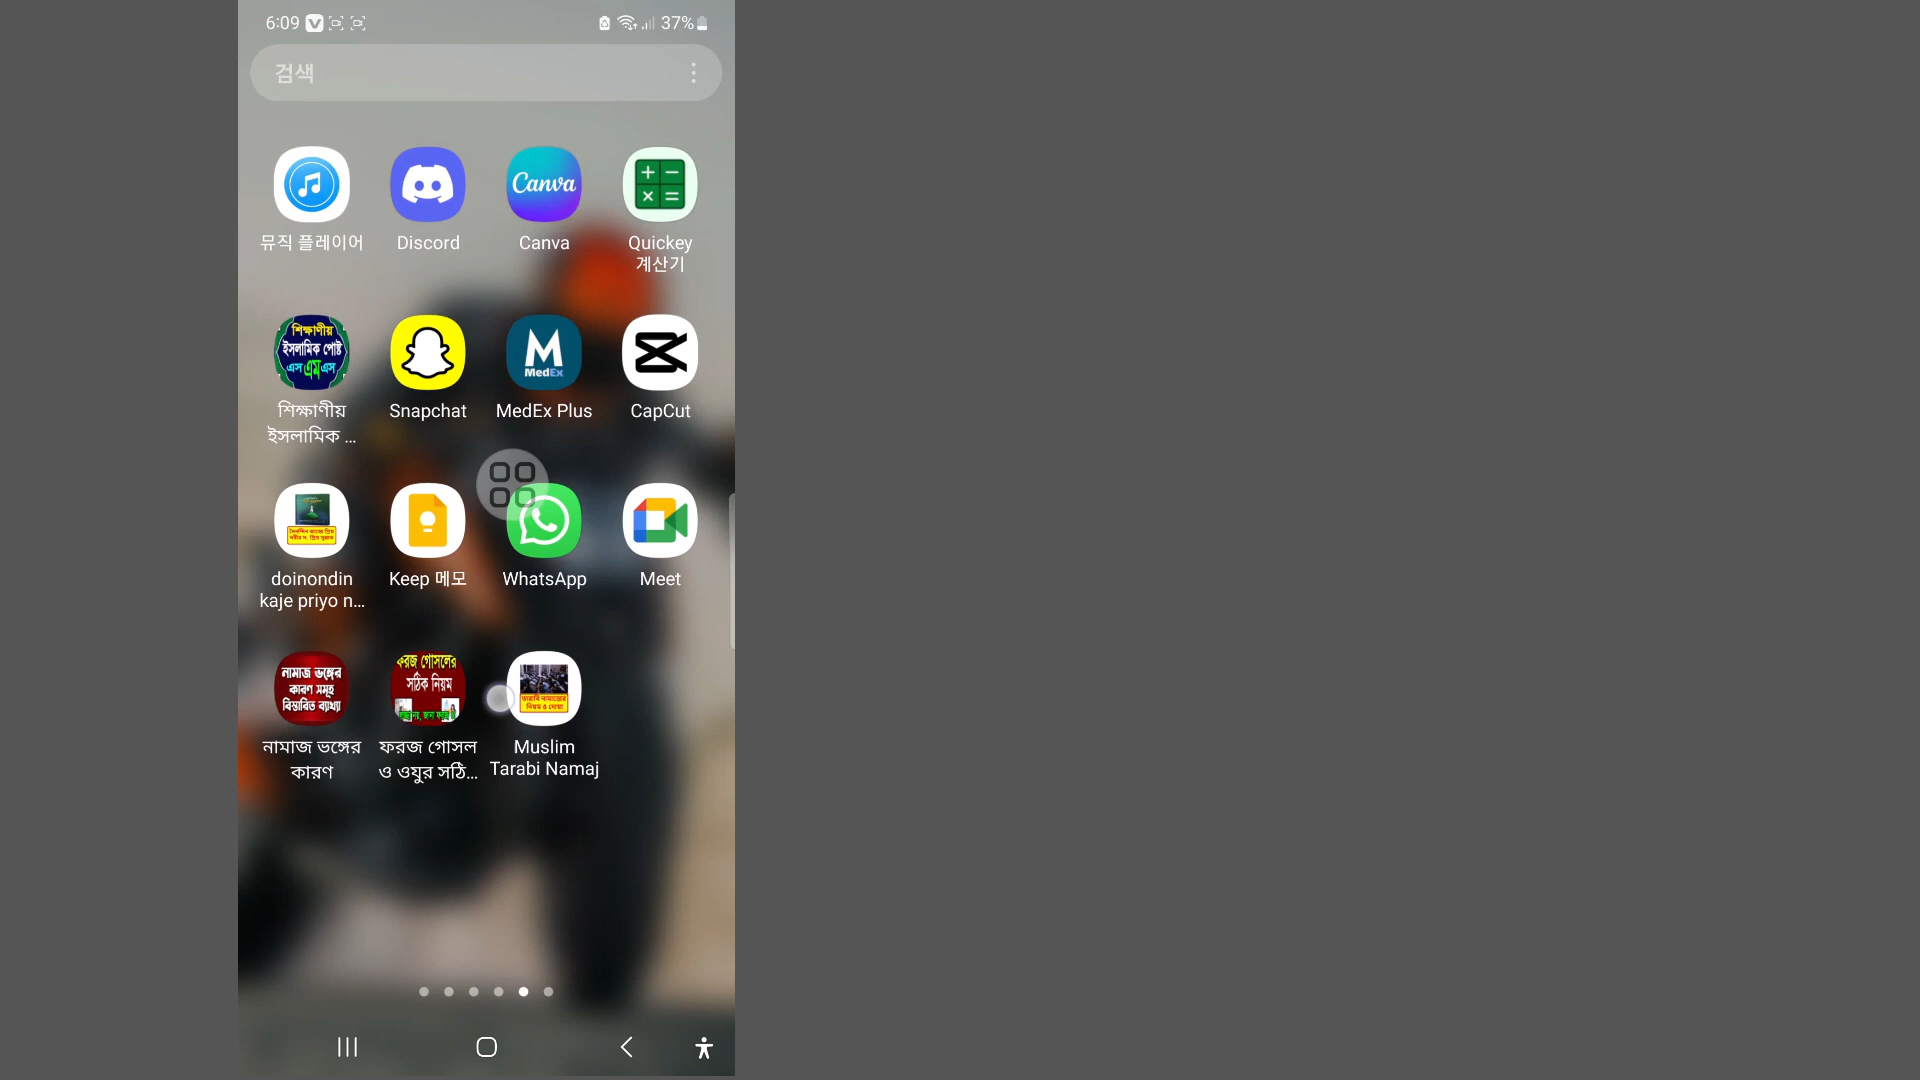 6:09
37%
검색
뮤직 플레이어
Discord
Canva
Canva
Quickey
계산기
শিক্ষাণীয়
ইসলামিক পোষ্ট
এস এম এস
MedEx
শিক্ষাণীয়
ইসলামিক ...
Snapchat
MedEx Plus
CapCut
doinondin
kaje priyo n...
Keep 메모
WhatsApp
Meet
নামাজ ভঙ্গের
কারণ সমূহ
বিস্তারিত ব্যাখ্যা
ফরজ গোসলের
সঠিক নিয়ম
তারাবি নামাজের
নিয়ম ও দোয়া
নামাজ ভঙ্গের
কারণ
ফরজ গোসল
ও ওযুর সঠি...
Muslim
Tarabi Namaj